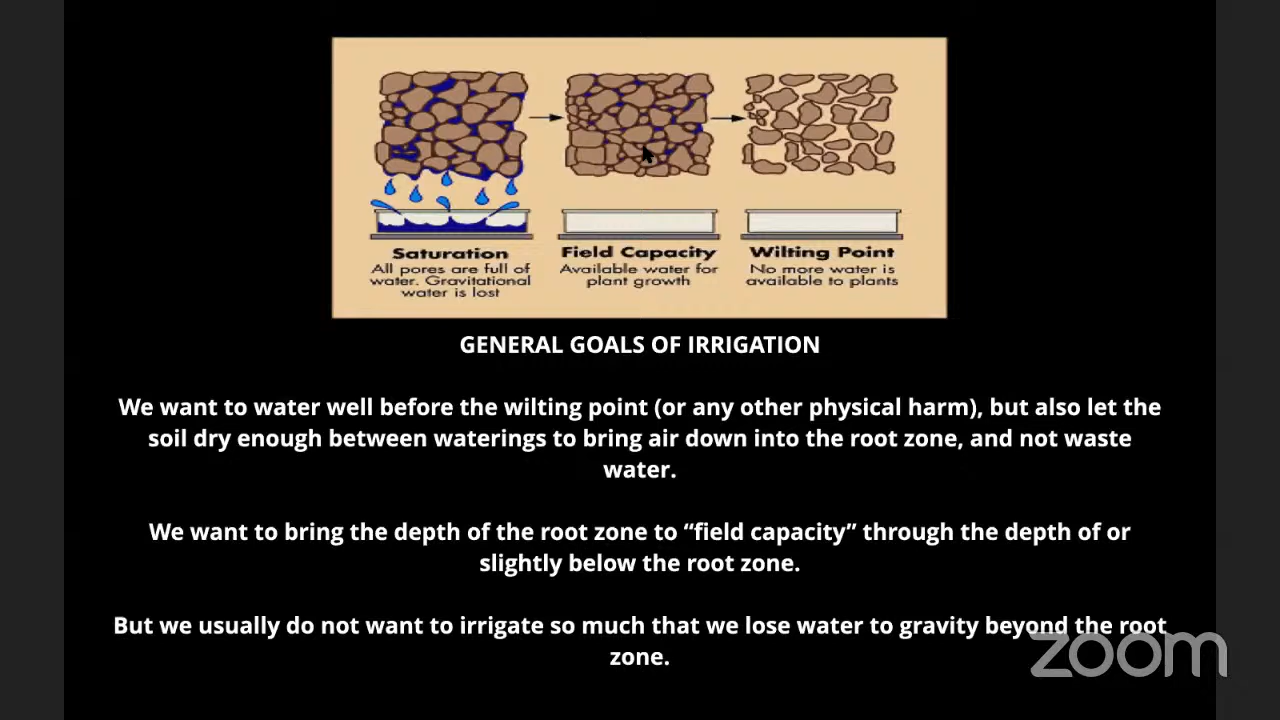 Saturation
All pores are full of
water. Gravitational
water is lost
Field Capacity
Available water for
plant growth
Wilting Point
No more water is
available to plants
GENERAL GOALS OF IRRIGATION
We want to water well before the wilting point (or any other physical harm), but also let the
soil dry enough between waterings to bring air down into the root zone, and not waste
water.
We want to bring the depth of the root zone to “field capacity” through the depth of or
slightly below the root zone.
But we usually do not want to irrigate so much that we lose water to gravity beyond the root
zone.
zoom